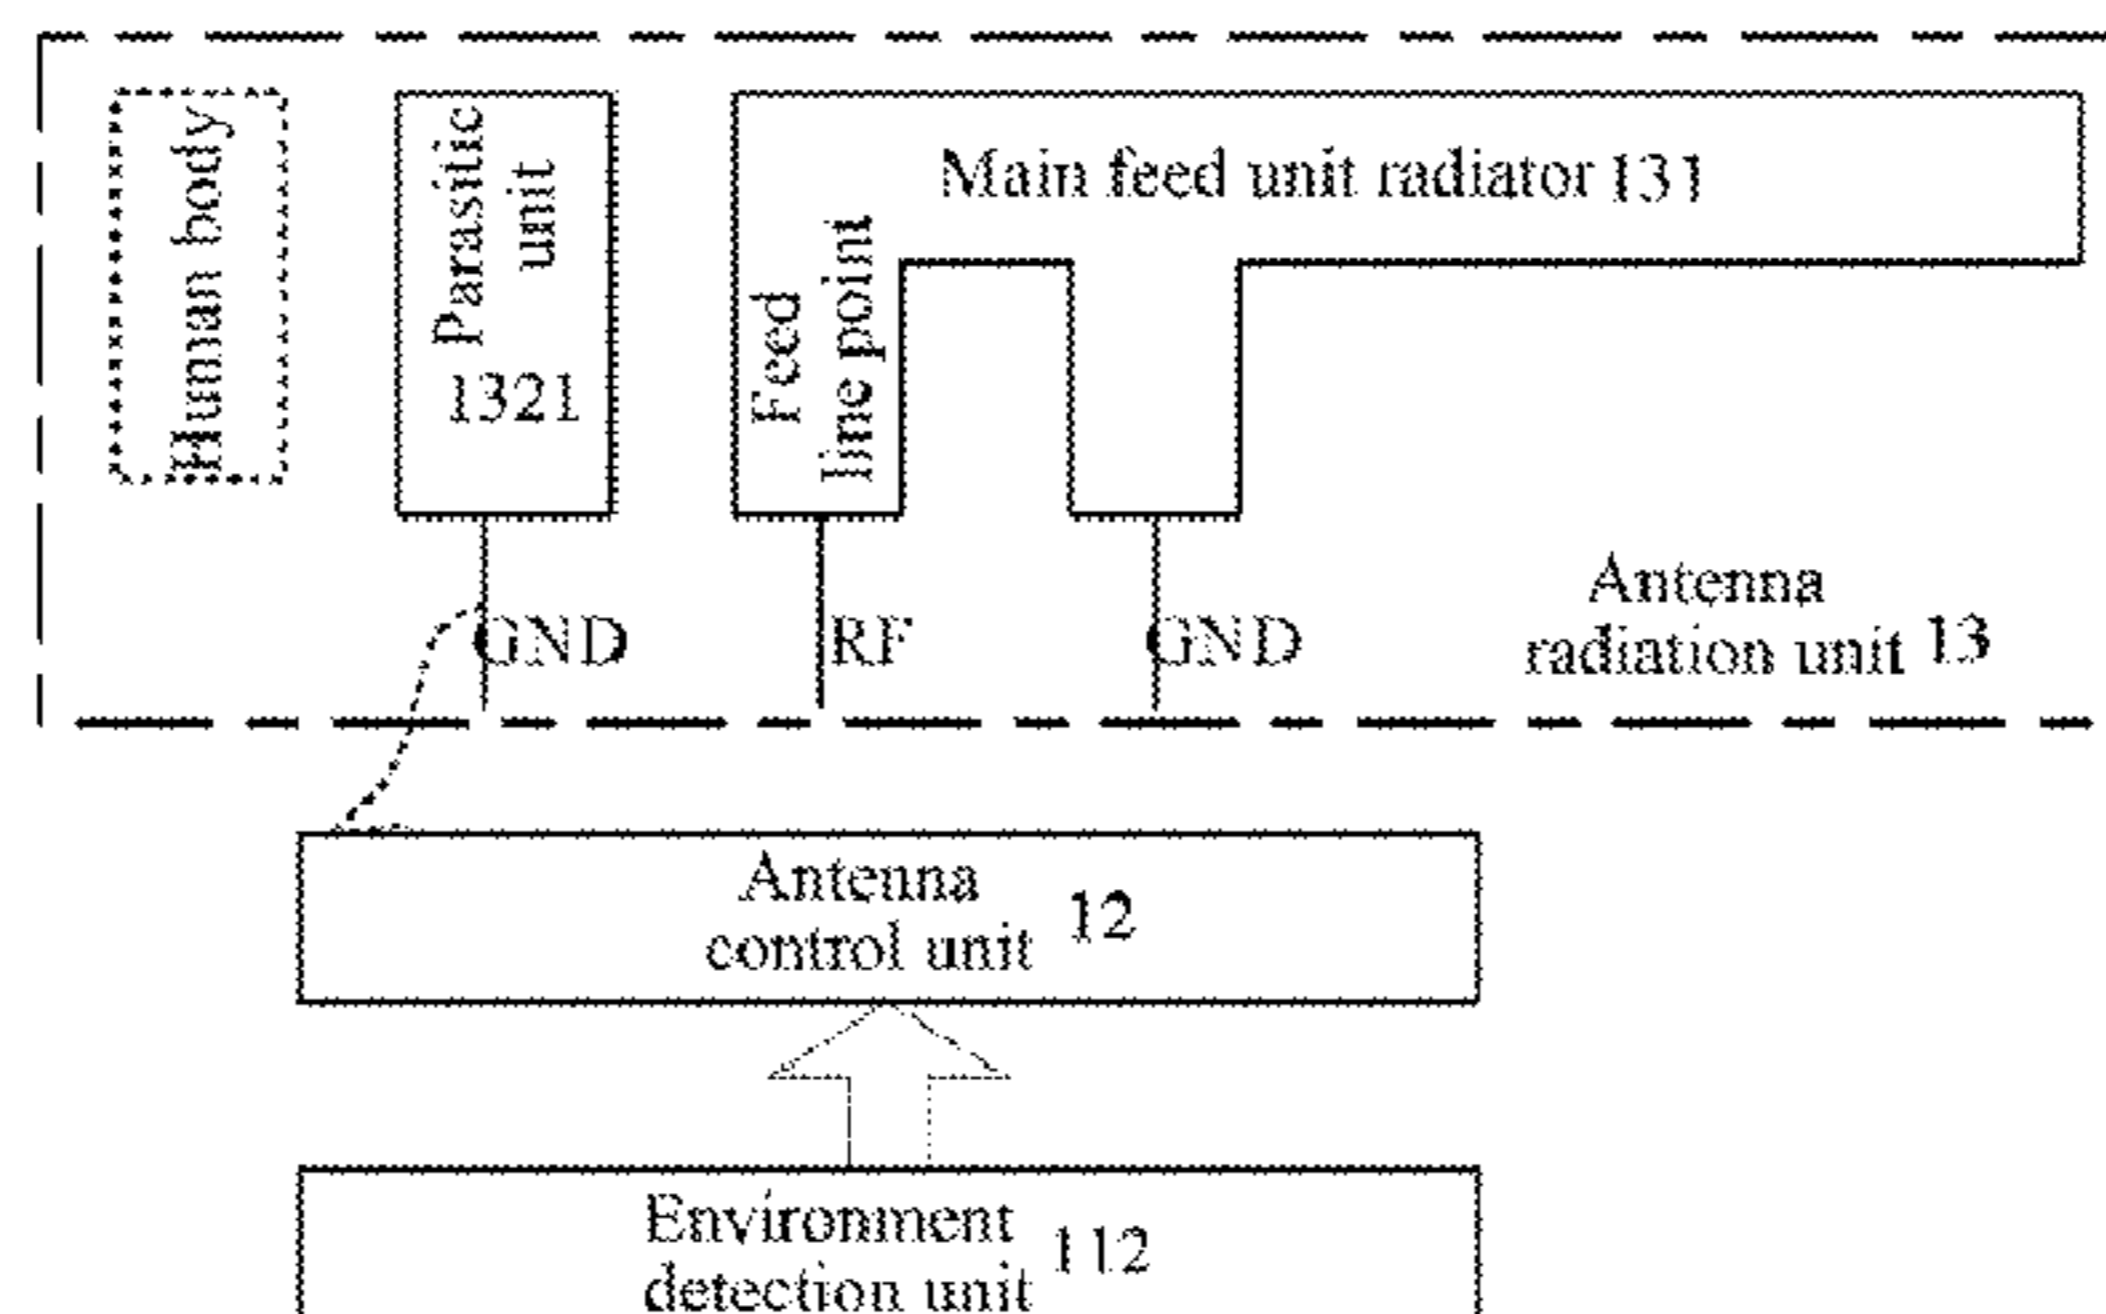 Human body
Parasitic
unit
1321
Feed
line point
Main feed unit radiator 131
GND
RF
GND
Antenna
radiation unit 13
Antenna
control unit 12
Environment
detection unit 112